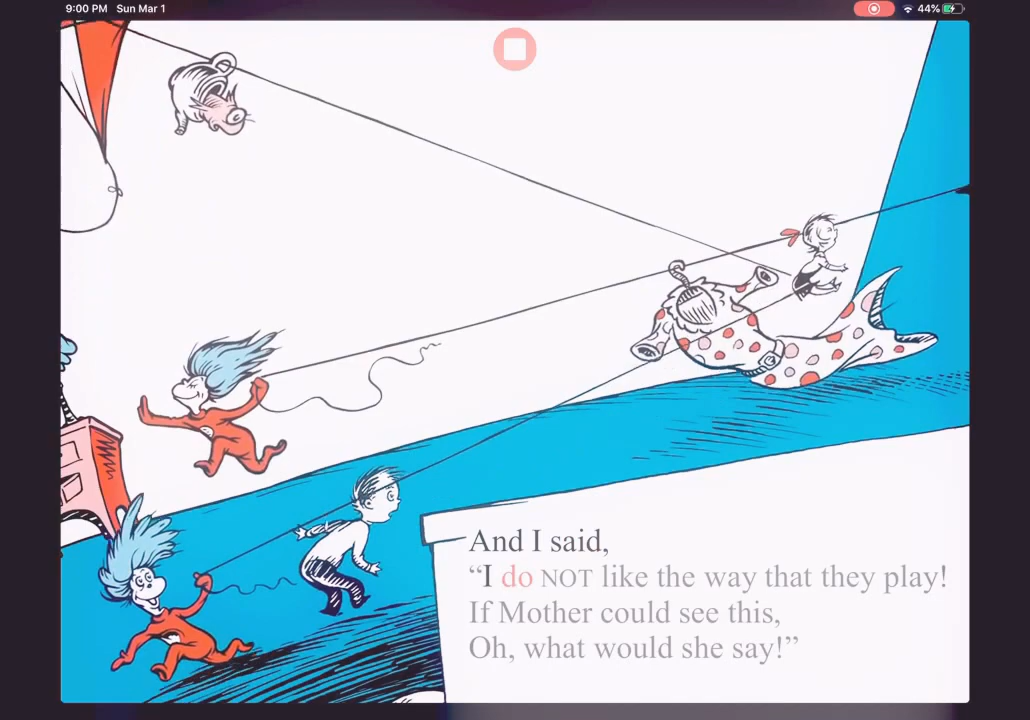 9:00 PM Sun Mar 1
44%
And I said,
“I do NOT like the way that they play!
If Mother could see this,
Oh, what would she say!”